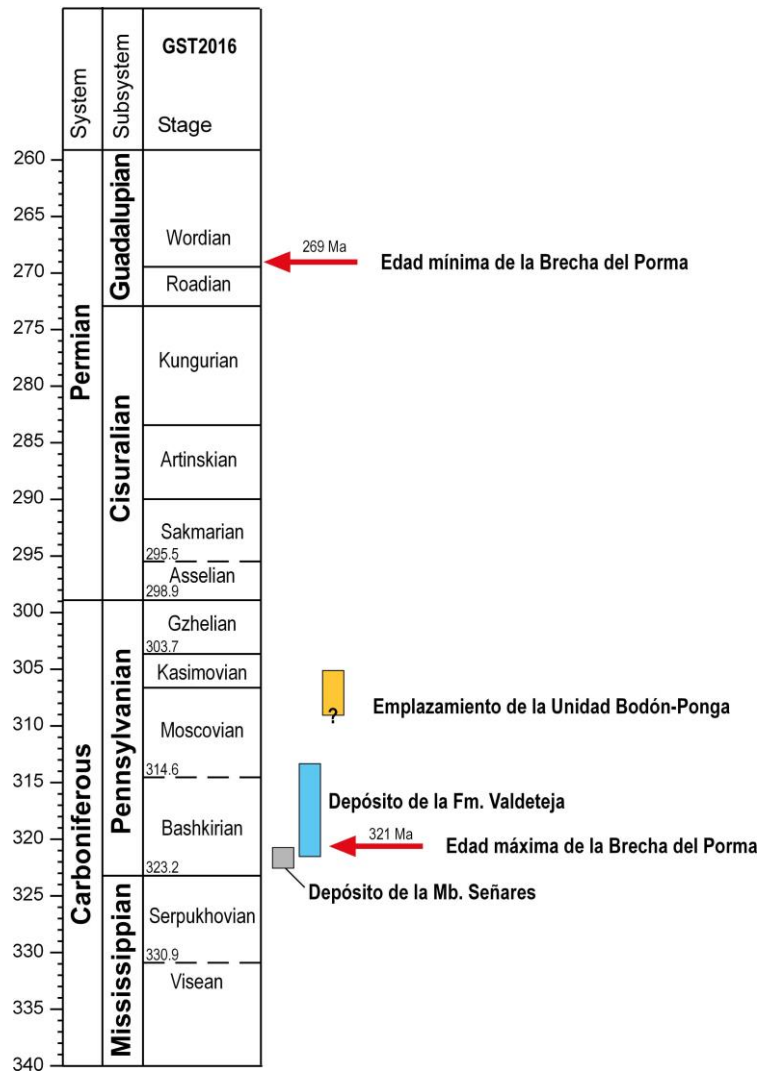 GST2016
System
Subsystem
Stage
260
265
270
275
280
285
290
295
300
305
310
315
320
325
330
335
340
Permian
Carboniferous
Guadalupian
Cisuralian
Pennsylvanian
Mississippian
Wordian
Roadian
Kungurian
Artinskian
Sakmarian
295.5
Asselian
298.9
Gzhelian
303.7
Kasimovian
Moscovian
314.6
Bashkirian
323.2
Serpukhovian
330.9
Visean
269 Ma
Edad mínima de la Brecha del Porma
?
Emplazamiento de la Unidad Bodón-Ponga
Depósito de la Fm. Valdeteja
321 Ma
Edad máxima de la Brecha del Porma
Depósito de la Mb. Señares